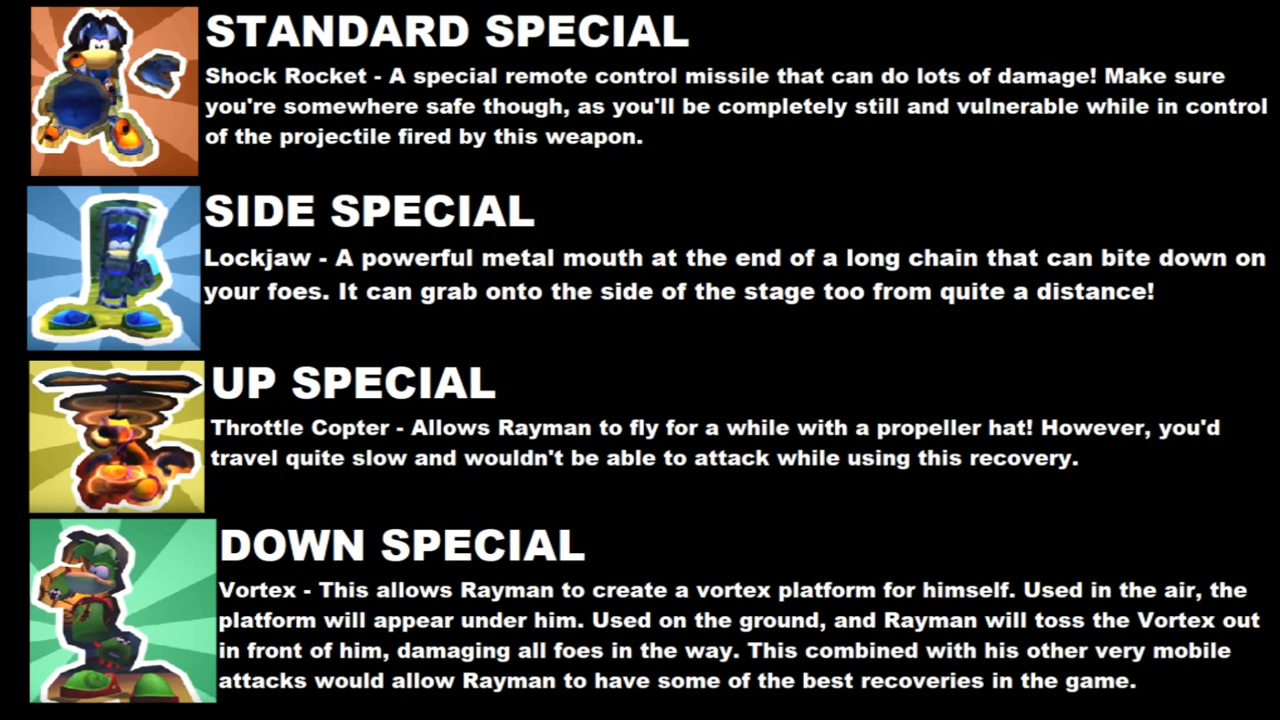 STANDARD SPECIAL
Shock Rocket - A special remote control missile that can do lots of damage! Make sure
you're somewhere safe though, as you'll be completely still and vulnerable while in control
of the projectile fired by this weapon.
SIDE SPECIAL
Lockjaw - A powerful metal mouth at the end of a long chain that can bite down on
your foes. It can grab onto the side of the stage too from quite a distance!
UP SPECIAL
Throttle Copter - Allows Rayman to fly for a while with a propeller hat! However, you'd
travel quite slow and wouldn't be able to attack while using this recovery.
DOWN SPECIAL
Vortex - This allows Rayman to create a vortex platform for himself. Used in the air, the
platform will appear under him. Used on the ground, and Rayman will toss the Vortex out
in front of him, damaging all foes in the way. This combined with his other very mobile
attacks would allow Rayman to have some of the best recoveries in the game.